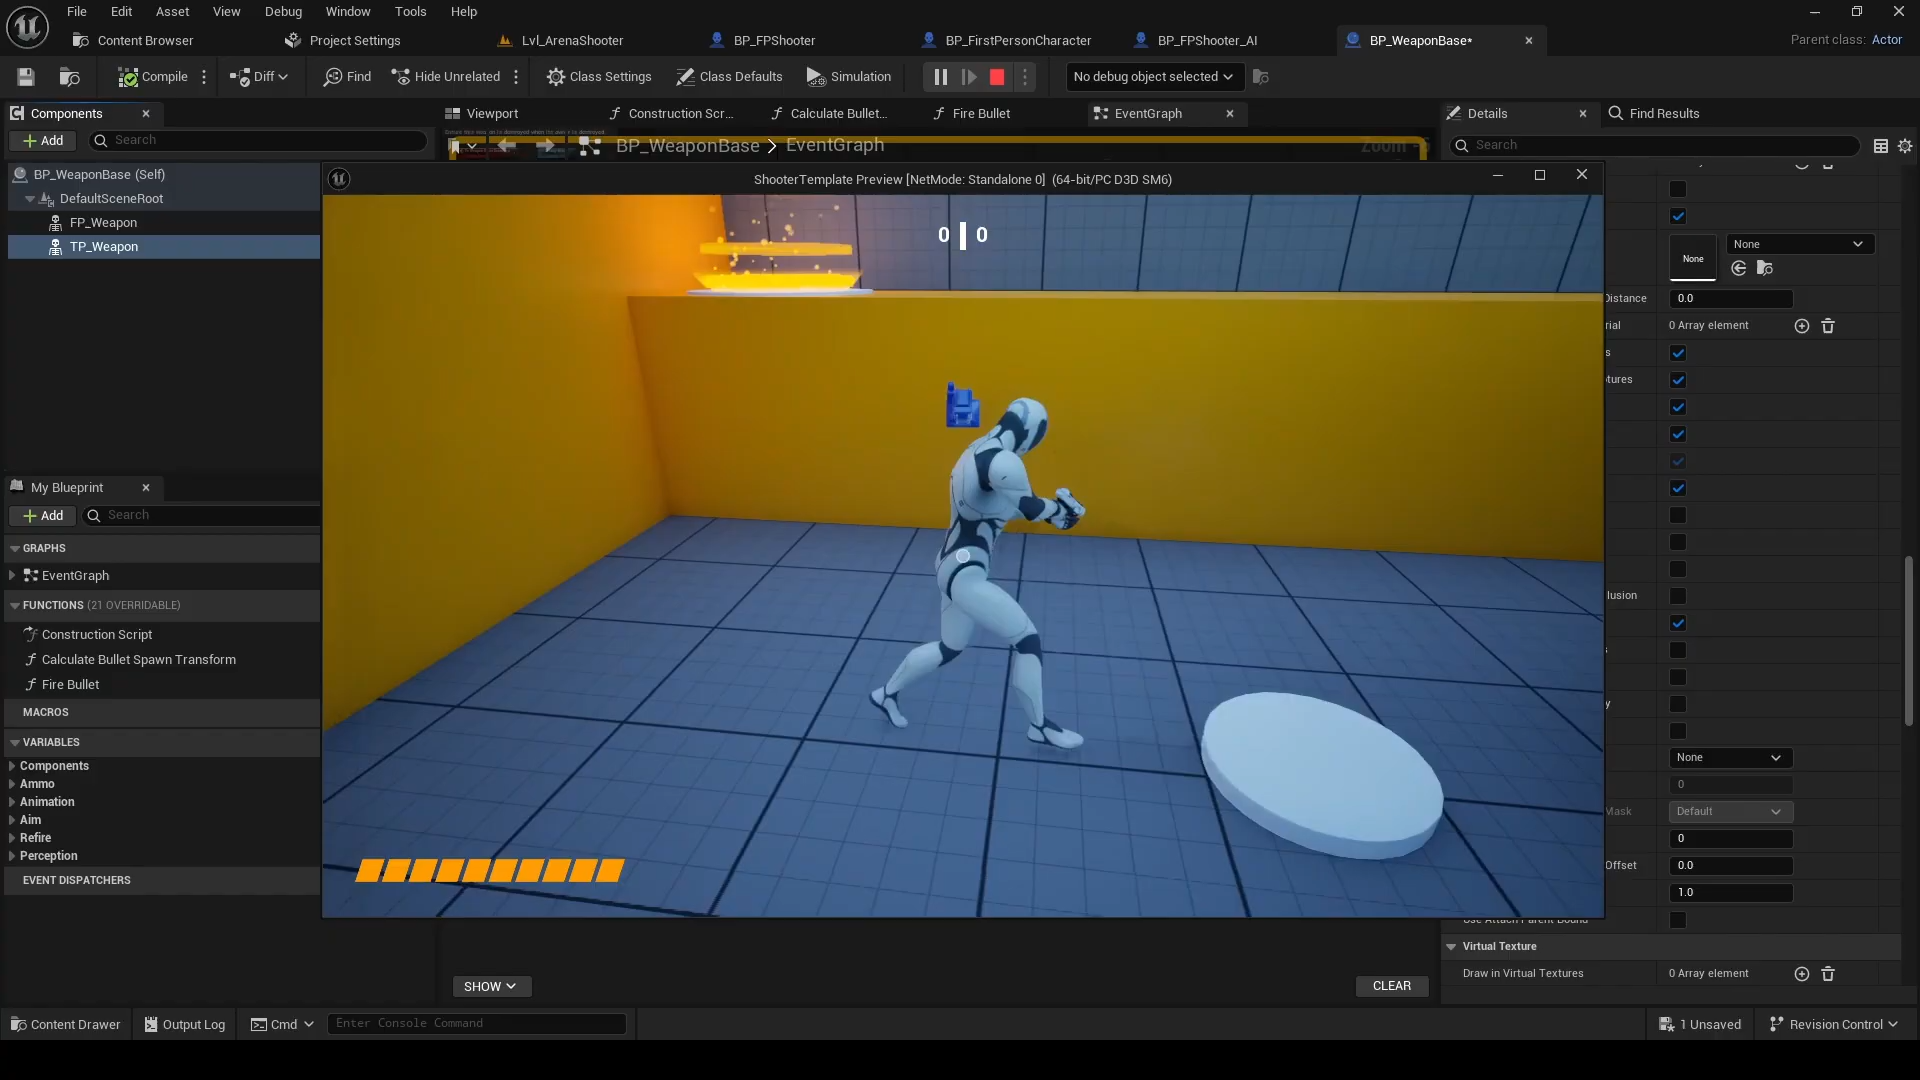 File Edit Asset View Debug Window Tools Help
Content Browser Project Settings Lvl_ArenaShooter BP_FPShooter BP_FirstPersonCharacter BP_FPShooter_AI BP_WeaponBase* Parent class: Actor
Compile Diff Find Hide Unrelated Class Settings Class Defaults Simulation No debug object selected
Components Viewport Construction Scr... Calculate Bullet... Fire Bullet EventGraph Details Find Results
Add Search BP_WeaponBase EventGraph Zoom Search
BP_WeaponBase (Self)
DefaultSceneRoot
FP_Weapon
TP_Weapon
ShooterTemplate Preview [NetMode: Standalone 0] (64-bit/PC D3D SM6)
0 0
None None
Distance 0.0
rial 0 Array element
s
tures
lusion
s
y
None
0
Mask Default
0
Offset 0.0
1.0
Use Attach Parent Bound
Virtual Texture
Draw in Virtual Textures 0 Array element
My Blueprint
Add Search
GRAPHS
EventGraph
FUNCTIONS (21 OVERRIDABLE)
Construction Script
Calculate Bullet Spawn Transform
Fire Bullet
MACROS
VARIABLES
Components
Ammo
Animation
Aim
Refire
Perception
EVENT DISPATCHERS
SHOW CLEAR
Content Drawer Output Log Cmd Enter Console Command 1 Unsaved Revision Control